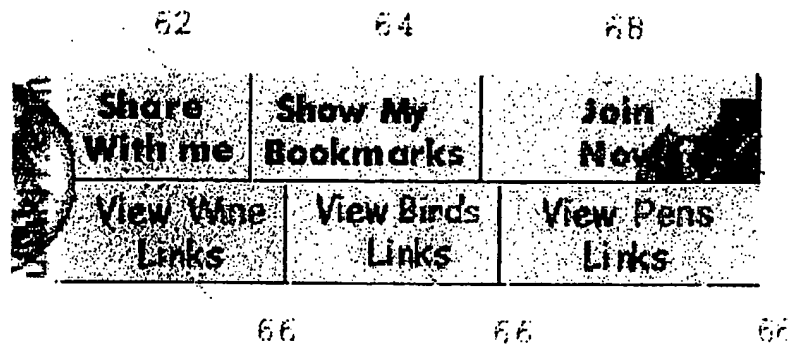 62 64 68
Share Show My Join
With me Bookmarks Now
View Wine View Birds View Pens
Links Links Links
66 66 66